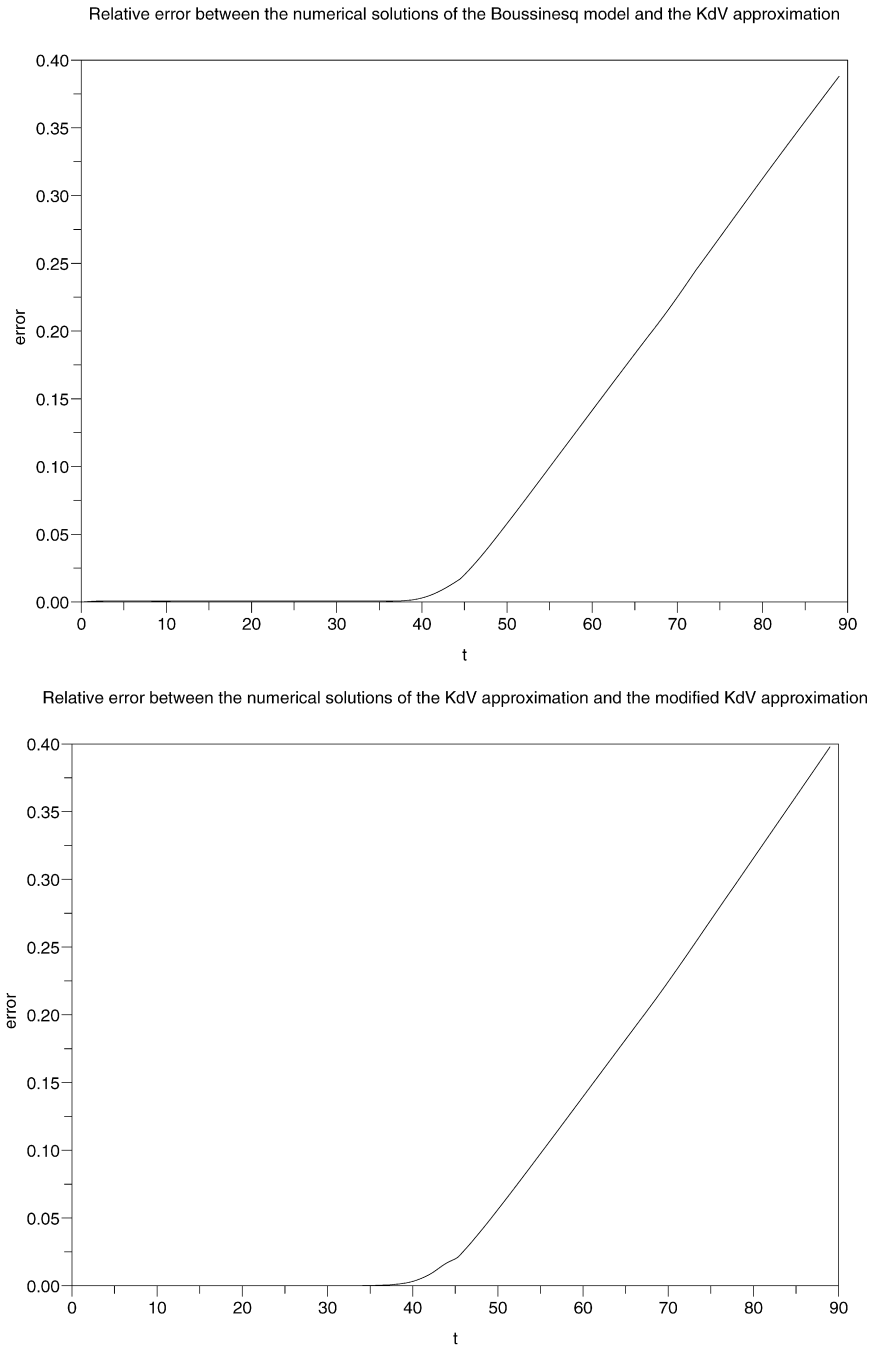 Relative error between the numerical solutions of the Boussinesq model and the KdV approximation
0.40
0.35
0.30
0.25
0.20
0.15
0.10
0.05
0.00
error
0 10 20 30 40 50 60 70 80 90
t
Relative error between the numerical solutions of the KdV approximation and the modified KdV approximation
0.40
0.35
0.30
0.25
0.20
0.15
0.10
0.05
0.00
error
0 10 20 30 40 50 60 70 80 90
t